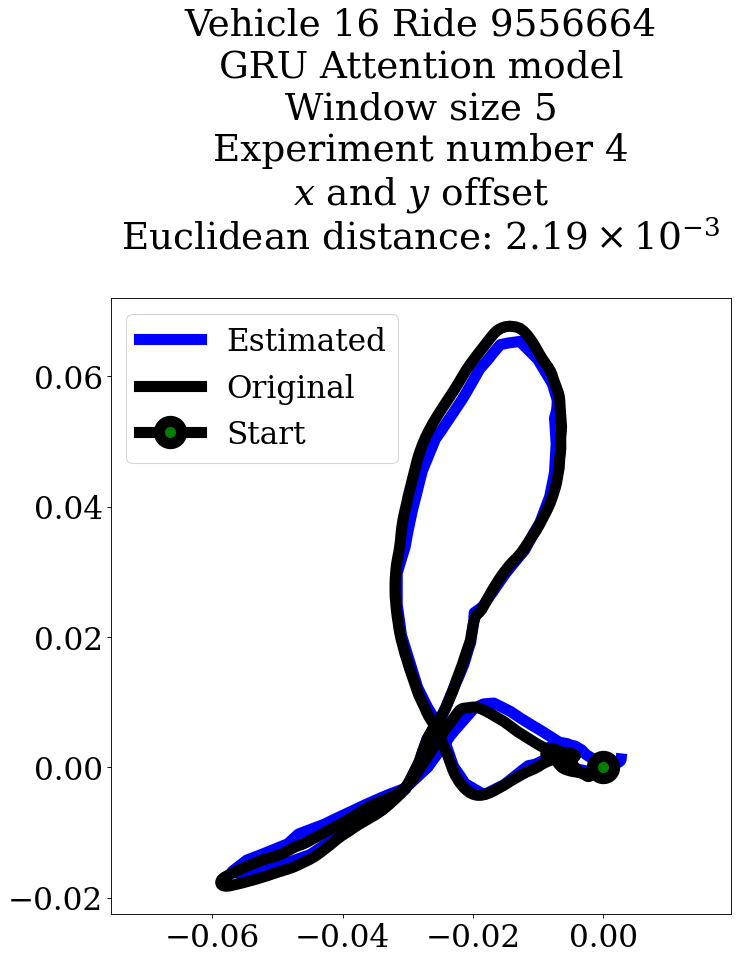 Vehicle 16 Ride 9556664
GRU Attention model
Window size 5
Experiment number 4
x and y offset
Euclidean distance: 2.19 × 10⁻³
Estimated
Original
Start
0.06
0.04
0.02
0.00
−0.02
−0.06 −0.04 −0.02 0.00